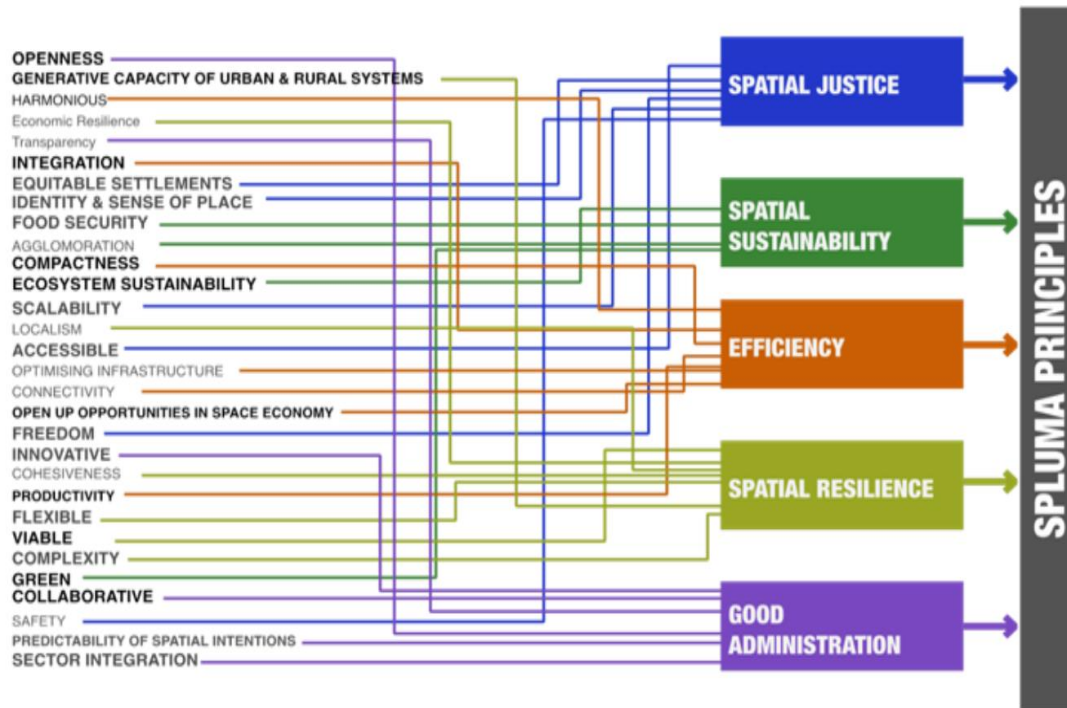 OPENNESS
GENERATIVE CAPACITY OF URBAN & RURAL SYSTEMS
HARMONIOUS
Economic Resilience
Transparency
INTEGRATION
EQUITABLE SETTLEMENTS
IDENTITY & SENSE OF PLACE
FOOD SECURITY
AGGLOMORATION
COMPACTNESS
ECOSYSTEM SUSTAINABILITY
SCALABILITY
LOCALISM
ACCESSIBLE
OPTIMISING INFRASTRUCTURE
CONNECTIVITY
OPEN UP OPPORTUNITIES IN SPACE ECONOMY
FREEDOM
INNOVATIVE
COHESIVENESS
PRODUCTIVITY
FLEXIBLE
VIABLE
COMPLEXITY
GREEN
COLLABORATIVE
SAFETY
PREDICTABILITY OF SPATIAL INTENTIONS
SECTOR INTEGRATION
SPATIAL JUSTICE
SPATIAL
SUSTAINABILITY
EFFICIENCY
SPATIAL RESILIENCE
GOOD
ADMINISTRATION
SPLUMA PRINCIPLES